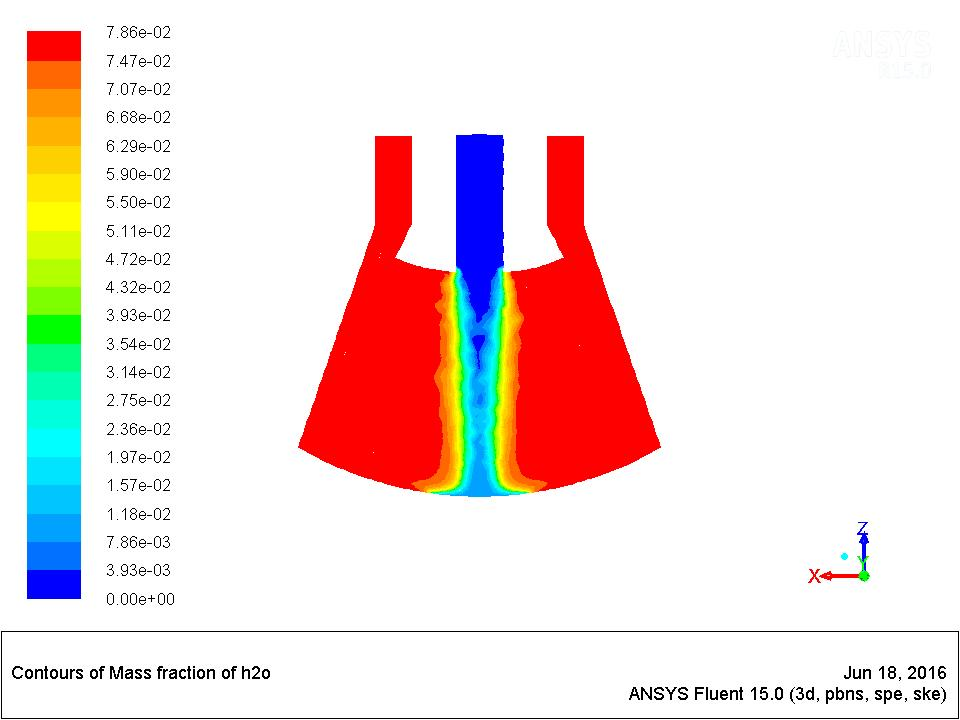 ANSYS
R15.0
7.86e-02
7.47e-02
7.07e-02
6.68e-02
6.29e-02
5.90e-02
5.50e-02
5.11e-02
4.72e-02
4.32e-02
3.93e-02
3.54e-02
3.14e-02
2.75e-02
2.36e-02
1.97e-02
1.57e-02
1.18e-02
7.86e-03
3.93e-03
0.00e+00
Z
Y
X
Contours of Mass fraction of h2o
Jun 18, 2016
ANSYS Fluent 15.0 (3d, pbns, spe, ske)